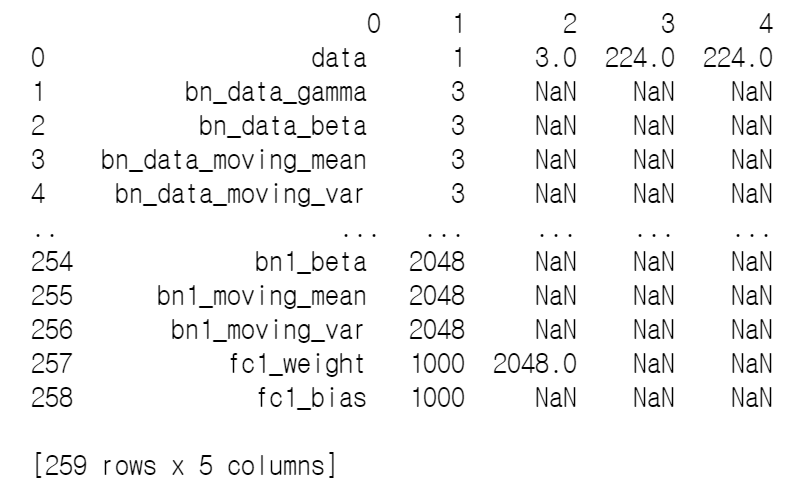 0 1 2 3 4
0 data 1 3.0 224.0 224.0
1 bn_data_gamma 3 NaN NaN NaN
2 bn_data_beta 3 NaN NaN NaN
3 bn_data_moving_mean 3 NaN NaN NaN
4 bn_data_moving_var 3 NaN NaN NaN
.. ... ... ... ... ...
254 bn1_beta 2048 NaN NaN NaN
255 bn1_moving_mean 2048 NaN NaN NaN
256 bn1_moving_var 2048 NaN NaN NaN
257 fc1_weight 1000 2048.0 NaN NaN
258 fc1_bias 1000 NaN NaN NaN
[259 rows x 5 columns]